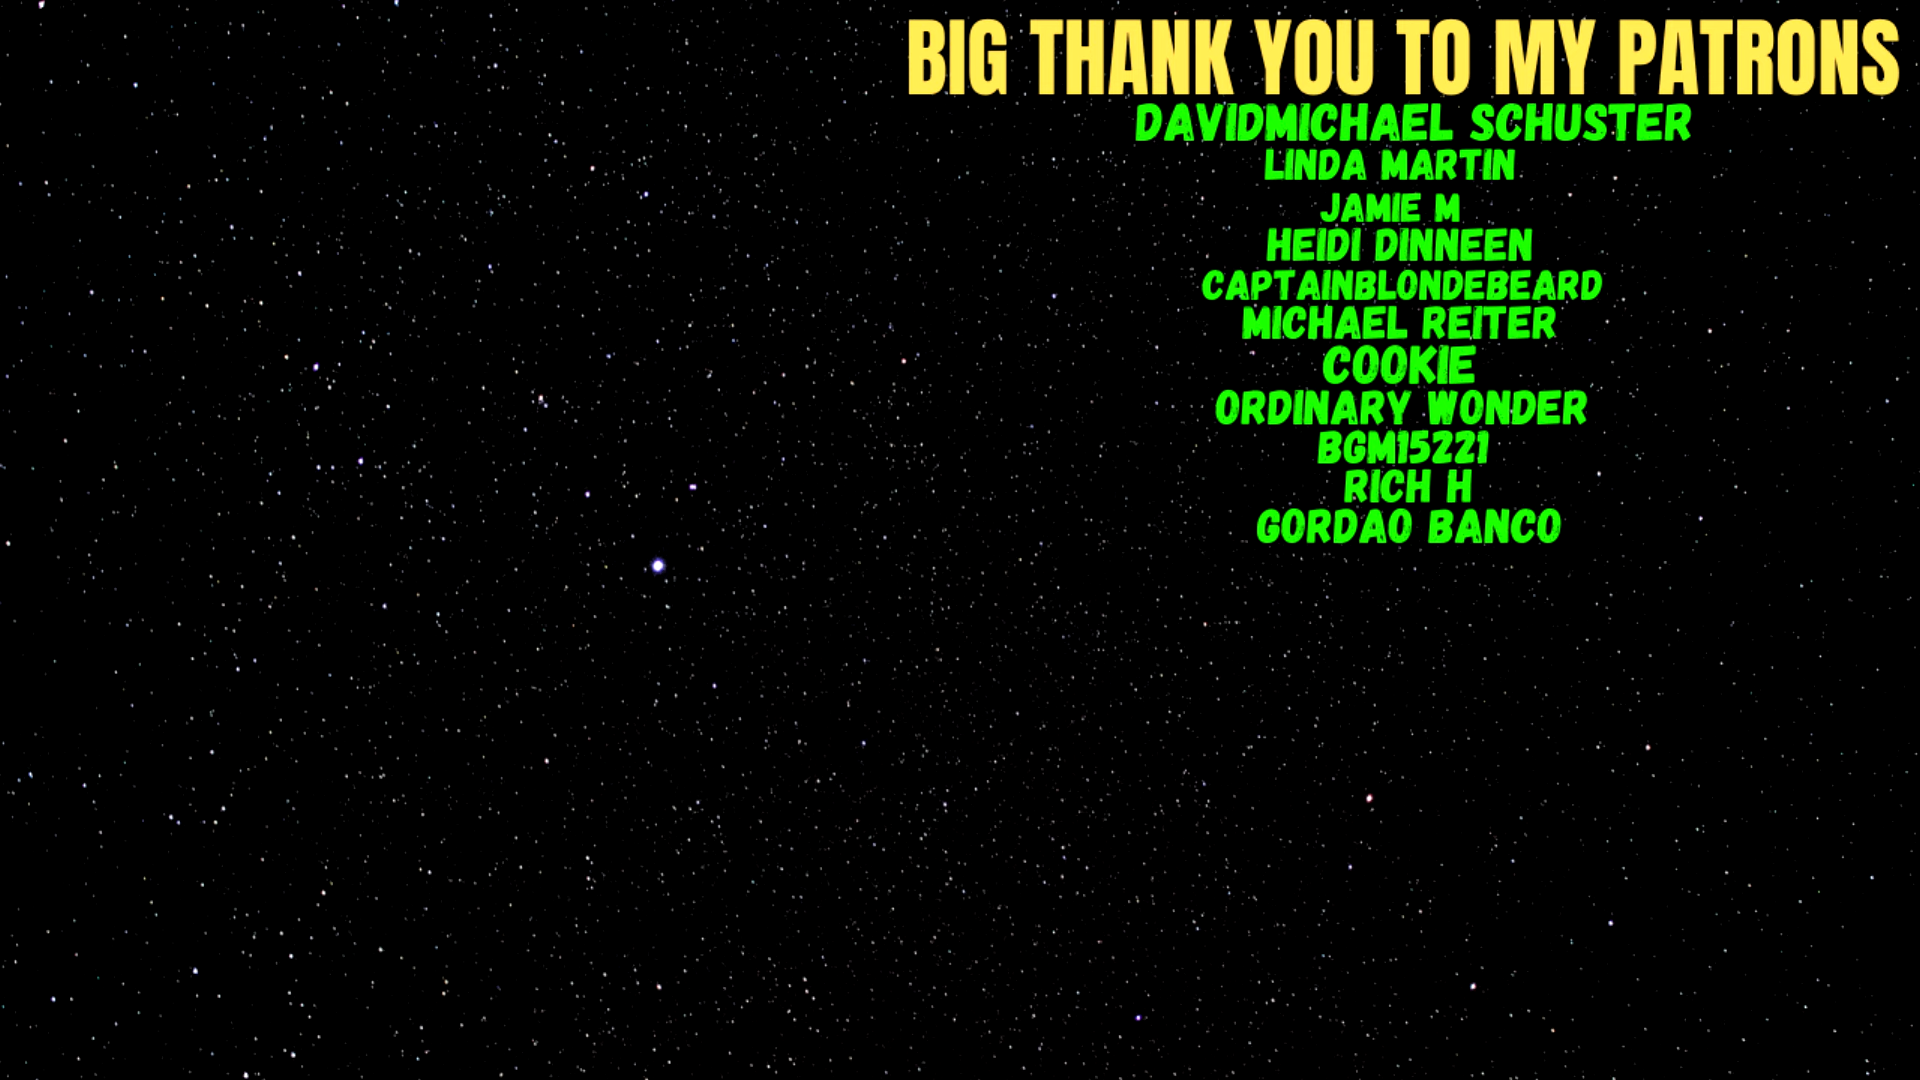 BIG THANK YOU TO MY PATRONS
DAVIDMICHAEL SCHUSTER
LINDA MARTIN
JAMIE M
HEIDI DINNEEN
CAPTAINBLONDEBEARD
MICHAEL REITER
COOKIE
ORDINARY WONDER
BGM15221
RICH H
GORDAO BANCO